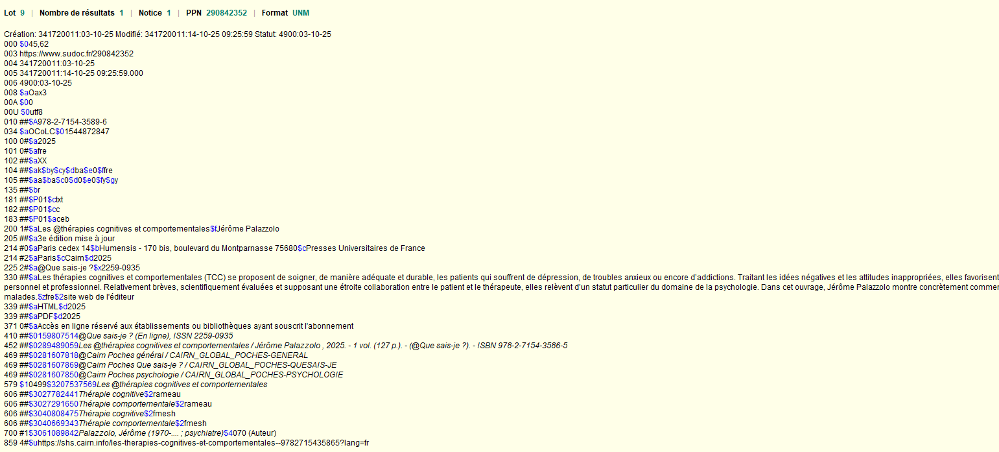 Lot 9 | Nombre de résultats 1 | Notice 1 | PPN 290842352 | Format UNM
Création: 341720011:03-10-25 Modifié: 341720011:14-10-25 09:25:59 Statut: 4900:03-10-25
000 $045,62
003 https://www.sudoc.fr/290842352
004 341720011:03-10-25
005 341720011:14-10-25 09:25:59.000
006 4900:03-10-25
008 $aOax3
00A $00
00U $0utf8
010 ##$A978-2-7154-3589-6
034 $aOCoLC$01544872847
100 0#$a2025
101 0#$afre
102 ##$aXX
104 ##$ak$by$cy$dba$e0$ffre
105 ##$aa$ba$c0$d0$e0$fy$gy
135 ##$br
181 ##$P01$ctxt
182 ##$P01$cc
183 ##$P01$aceb
200 1#$aLes @thérapies cognitives et comportementales$fJérôme Palazzolo
205 ##$a3e édition mise à jour
214 #0$aParis cedex 14$bHumensis - 170 bis, boulevard du Montparnasse 75680$cPresses Universitaires de France
214 #2$aParis$cCairn$d2025
225 2#$a@Que sais-je ?$x2259-0935
330 ##$aLes thérapies cognitives et comportementales (TCC) se proposent de soigner, de manière adéquate et durable, les patients qui souffrent de dépression, de troubles anxieux ou encore d’addictions. Traitant les idées négatives et les attitudes inappropriées, elles favorisent
personnel et professionnel. Relativement brèves, scientifiquement évaluées et supposant une étroite collaboration entre le patient et le thérapeute, elles relèvent d’un statut particulier du domaine de la psychologie. Dans cet ouvrage, Jérôme Palazzolo montre concrètement
malades.$zfre$2site web de l'éditeur
339 ##$aHTML$d2025
339 ##$aPDF$d2025
371 0#$aAccès en ligne réservé aux établissements ou bibliothèques ayant souscrit l'abonnement
410 ##$0159807514@Que sais-je ? (En ligne), ISSN 2259-0935
452 ##$0289489059Les @thérapies cognitives et comportementales / Jérôme Palazzolo , 2025. - 1 vol. (127 p.). - (@Que sais-je ?). - ISBN 978-2-7154-3586-5
469 ##$0281607818@Cairn Poches général / CAIRN_GLOBAL_POCHES-GENERAL
469 ##$0281607869@Cairn Poches Que sais-je ? / CAIRN_GLOBAL_POCHES-QUESAIS-JE
469 ##$0281607850@Cairn Poches psychologie / CAIRN_GLOBAL_POCHES-PSYCHOLOGIE
579 $10499$3207537569Les @thérapies cognitives et comportementales
606 ##$3027782441Thérapie cognitive$2rameau
606 ##$3027291650Thérapie comportementale$2rameau
606 ##$3040808475Thérapie cognitive$2fmesh
606 ##$3040669343Thérapie comportementale$2fmesh
700 #1$3061089842Palazzolo, Jérôme (1970-.... ; psychiatre)$4070 (Auteur)
859 4#$uhttps://shs.cairn.info/les-therapies-cognitives-et-comportementales--9782715435865?lang=fr